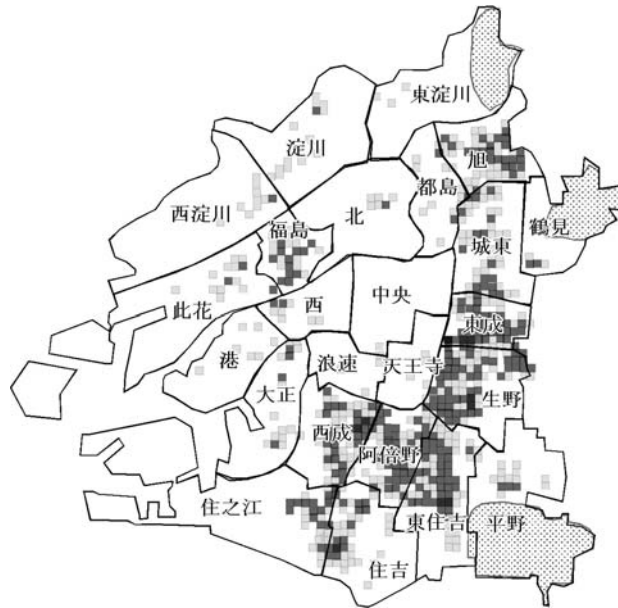 東淀川
淀川
旭
都島
西淀川
北
鶴見
福島
城東
此花
西
中央
東成
港
浪速
天王寺
大正
生野
西成
阿倍野
住之江
東住吉
平野
住吉